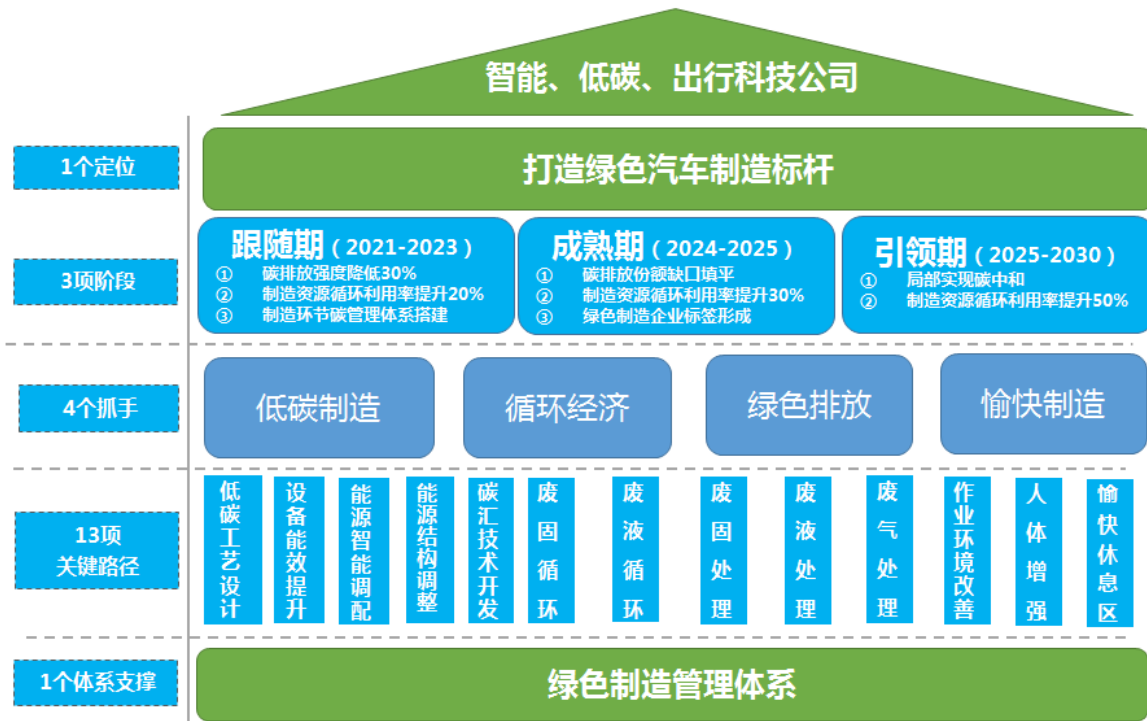 智能、低碳、出行科技公司
1个定位
打造绿色汽车制造标杆
3项阶段
跟随期（2021-2023）
① 碳排放强度降低30%
② 制造资源循环利用率提升20%
③ 制造环节碳管理体系搭建
成熟期（2024-2025）
① 碳排放份额缺口填平
② 制造资源循环利用率提升30%
③ 绿色制造企业标签形成
引领期（2025-2030）
① 局部实现碳中和
② 制造资源循环利用率提升50%
4个抓手
低碳制造
循环经济
绿色排放
愉快制造
13项
关键路径
低碳工艺设计
设备能效提升
能源智能调配
能源结构调整
碳汇技术开发
废固循环
废液循环
废固处理
废液处理
废气处理
作业环境改善
人体增强
愉快休息区
1个体系支撑
绿色制造管理体系